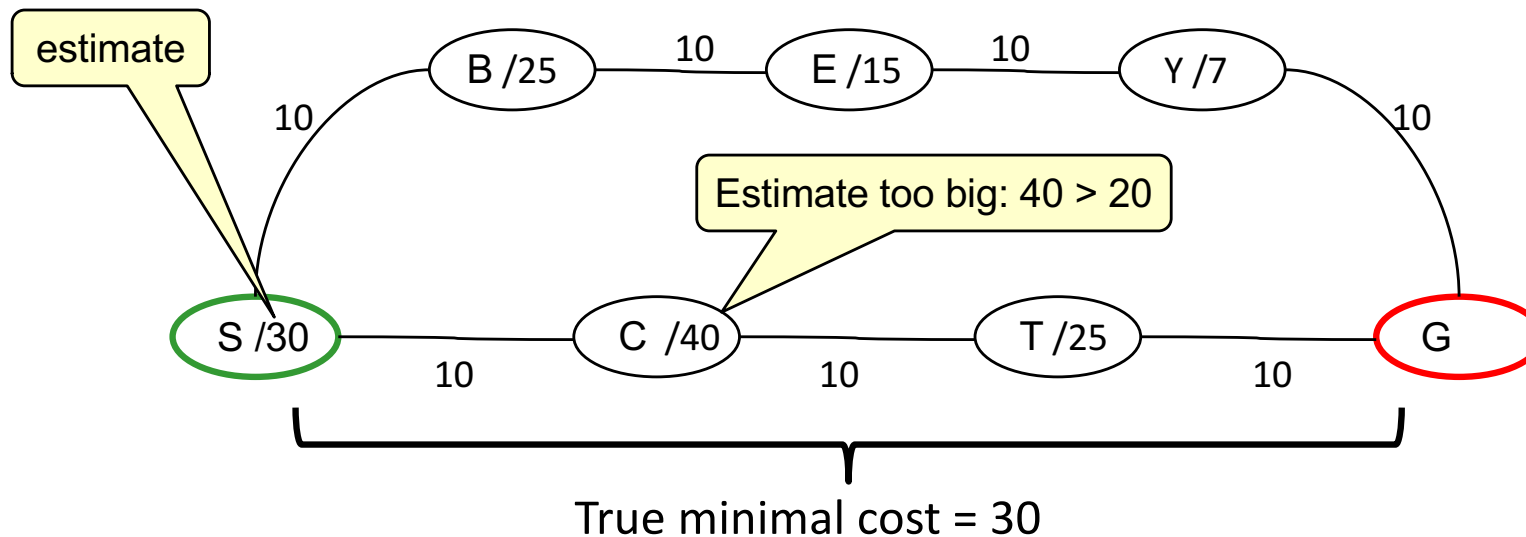 estimate
B /25
10
E /15
10
Y /7
10
10
Estimate too big: 40 > 20
S /30
C /40
T /25
G
10
10
10
True minimal cost = 30